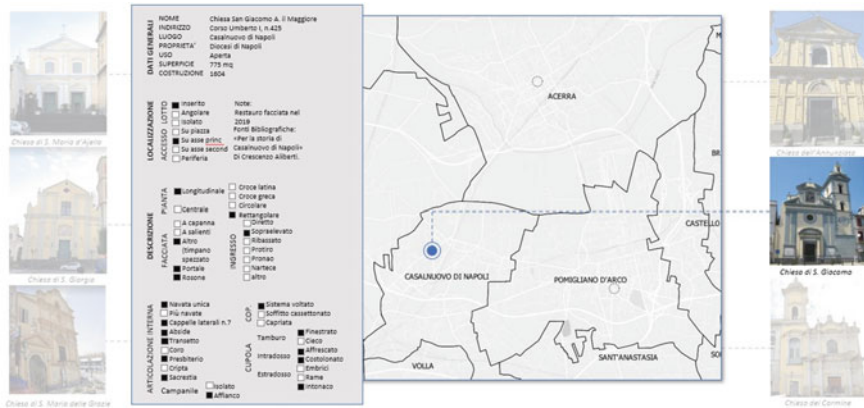 DATI GENERALI
NOME Chiesa San Giacomo A. il Maggiore
INDIRIZZO Corso Umberto I, n.425
LUOGO Casalnuovo di Napoli
PROPRIETA' Diocesi di Napoli
USO Aperta
SUPERFICIE 775 mq
COSTRUZIONE 1604
LOCALIZZAZIONE
LOTTO
Inserito
Angolare
Isolato
ACCESSO
Su piazza
Su asse princ
Su asse second
Periferia
Note:
Restauro facciata nel
2019
Fonti Bibliografiche:
«Per la storia di
Casalnuovo di Napoli»
Di Crescenzo Aliberti.
DESCRIZIONE
PIANTA
Longitudinale
Centrale
Croce latina
Croce greca
Circolare
Rettangolare
FACCIATA
A capanna
A salienti
Altro
(timpano
spezzato
Portale
Rosone
INGRESSO
Diretto
Sopraelevato
Ribassato
Protiro
Pronao
Nartece
altro
ARTICOLAZIONE INTERNA
Navata unica
Più navate
Cappelle laterali n.7
Abside
Transetto
Coro
Presbiterio
Cripta
Sacrestia
Campanile
Isolato
Affianco
COP.
Sistema voltato
Soffitto cassettonato
Capriata
CUPOLA
Tamburo
Finestrato
Cieco
Intradosso
Affrescato
Costolonato
Estradosso
Embrici
Rame
Intonaco
ACERRA
CASALNUOVO DI NAPOLI
POMIGLIANO D'ARCO
CASTELLO
VOLLA
SANT'ANASTASIA
Chiesa di S. Maria d'Ajello
Chiesa di S. Giorgio
Chiesa di S. Maria delle Grazie
Chiesa dell'Annunziata
Chiesa di S. Giacomo
Chiesa del Carmine